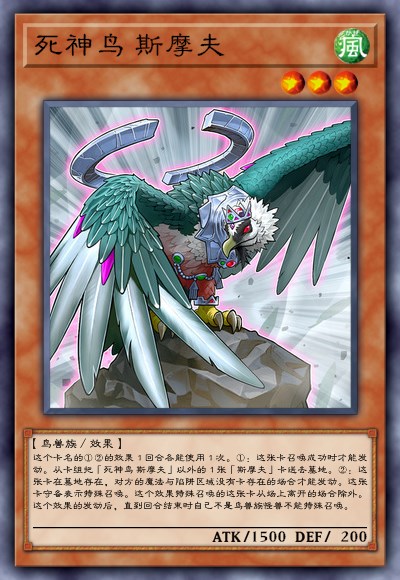 死神鸟 斯摩夫
風
【鸟兽族/效果】
这个卡名的①②的效果1回合各能使用1次。①:这张卡召唤成功时才能发
动。从卡组把「死神鸟 斯摩夫」以外的1张「斯摩夫」卡送去墓地。②:这
张卡在墓地存在,对方的魔法与陷阱区域没有卡存在的场合才能发动。这张
卡守备表示特殊召唤。这个效果特殊召唤的这张卡从场上离开的场合除外。
这个效果的发动后,直到回合结束时自己不是鸟兽族怪兽不能特殊召唤。
ATK/1500 DEF/ 200